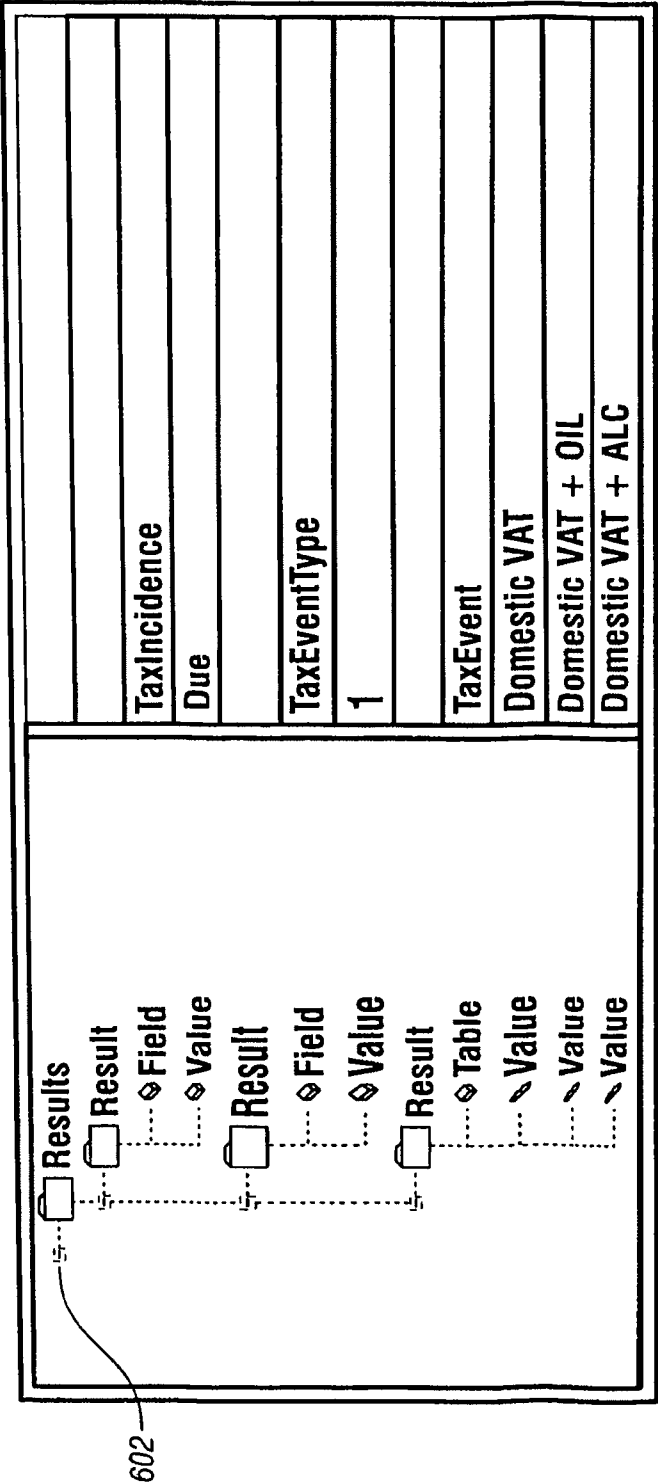 602
Results
Result
Field TaxIncidence
Value Due
Result
Field TaxEventType
Value 1
Result
Table TaxEvent
Value Domestic VAT
Value Domestic VAT + OIL
Value Domestic VAT + ALC